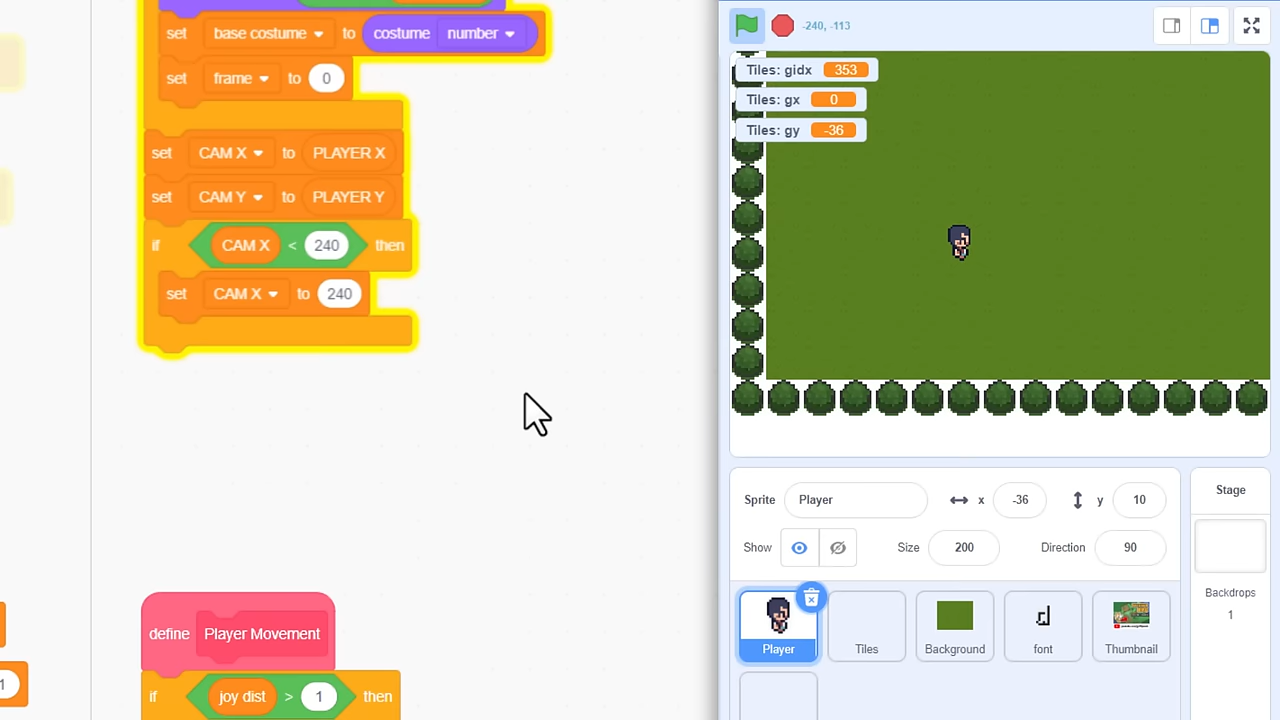 set base costume to costume number
set frame to 0
set CAM X to PLAYER X
set CAM Y to PLAYER Y
if CAM X < 240 then
set CAM X to 240
define Player Movement
if joy dist > 1 then
1
-240, -113
Tiles: gidx 353
Tiles: gx 0
Tiles: gy -36
Sprite Player x -36 y 10
Show Size 200 Direction 90
Stage
Backdrops
1
Player Tiles Background font Thumbnail